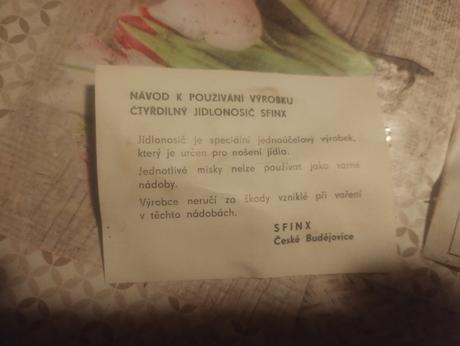 NÁVOD K POUŽÍVÁNÍ VÝROBKU
ČTYŘDÍLNÝ JÍDLONOSIČ SFINX
Jídlonosič je speciální jednoúčelový výrobek,
který je určen pro nošení jídla.
Jednotlivé misky nelze používat jako varné
nádoby.
Výrobce neručí za škody vzniklé při vaření
v těchto nádobách.
SFINX
České Budějovice